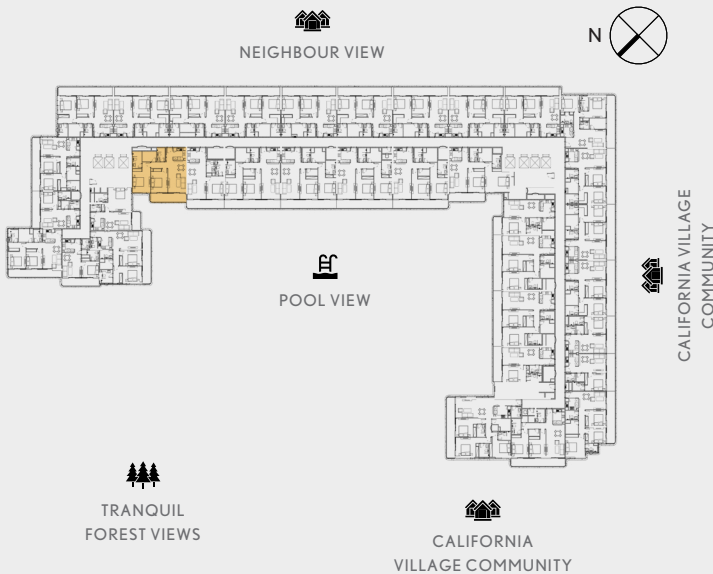 N
NEIGHBOUR VIEW
CALIFORNIA VILLAGE
COMMUNITY
POOL VIEW
TRANQUIL
FOREST VIEWS
CALIFORNIA
VILLAGE COMMUNITY